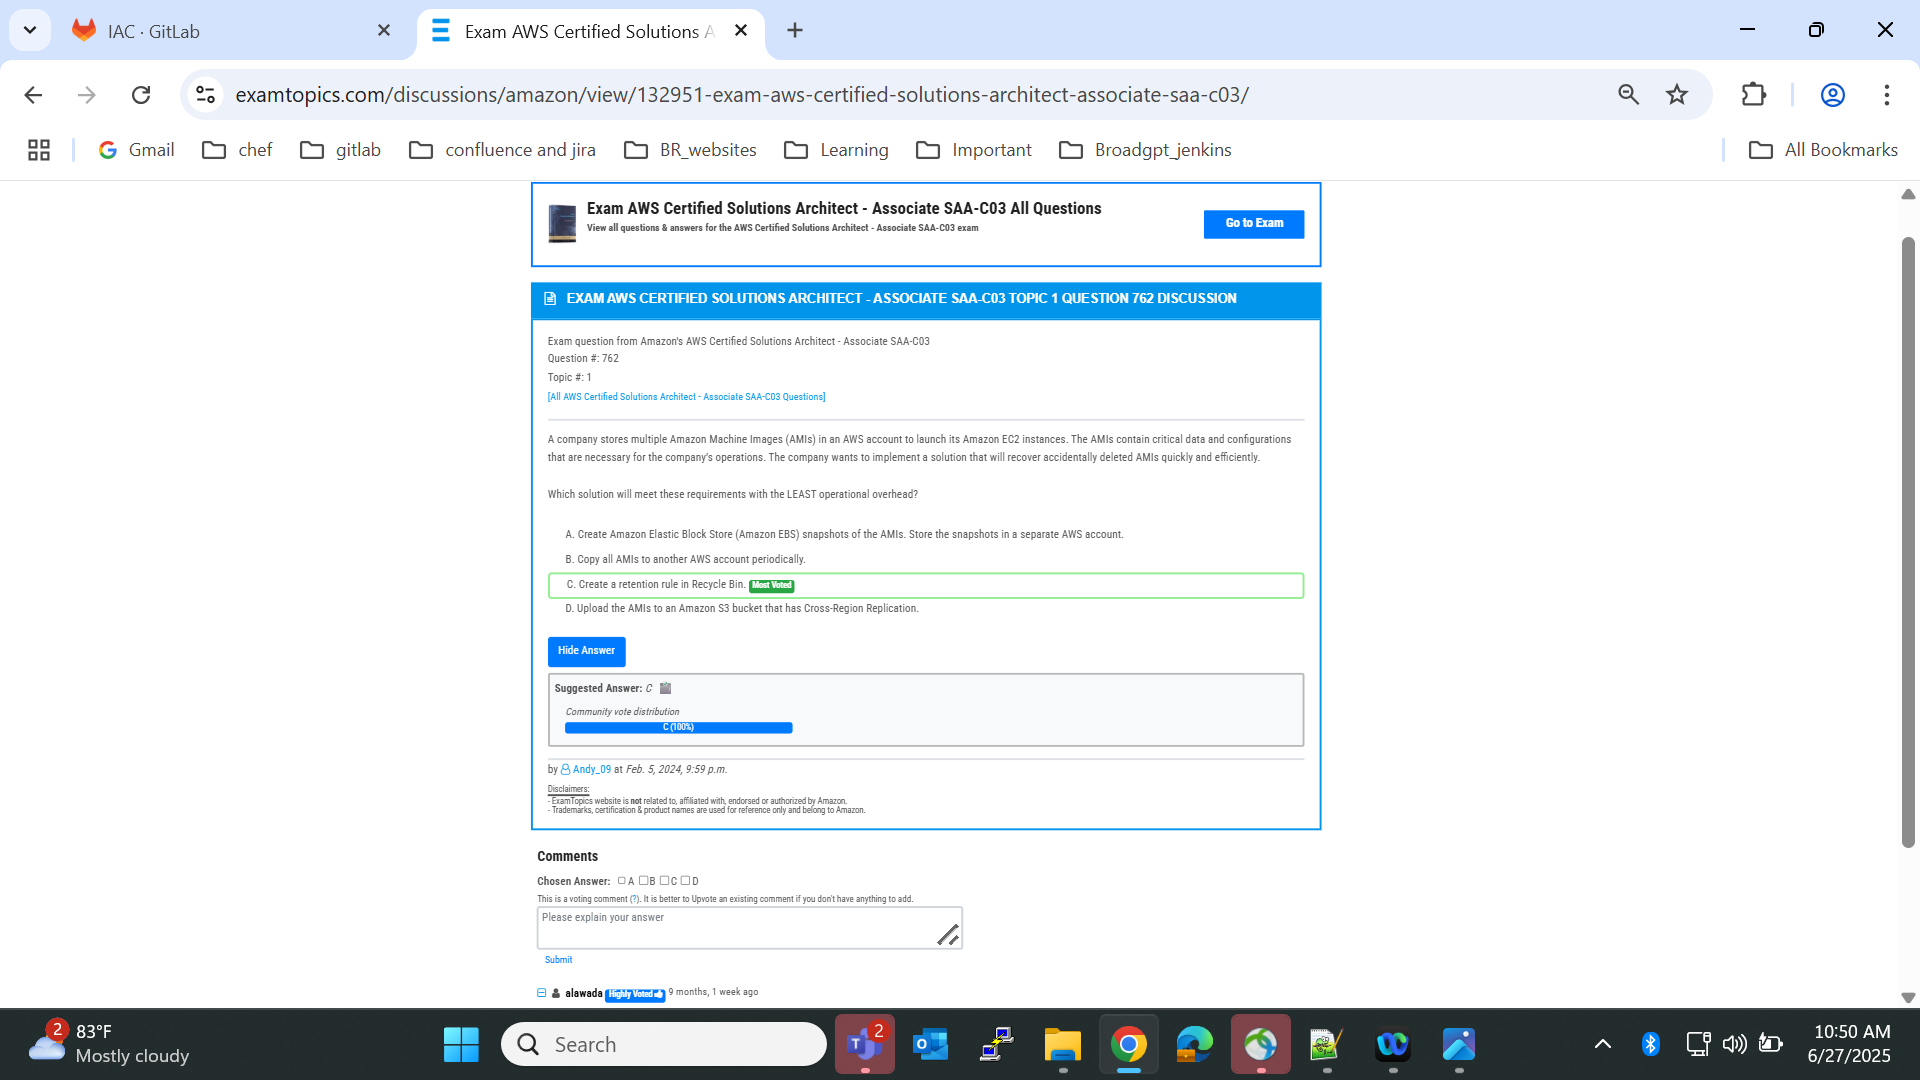 IAC · GitLab
Exam AWS Certified Solutions A
examtopics.com/discussions/amazon/view/132951-exam-aws-certified-solutions-architect-associate-saa-c03/
Gmail
chef
gitlab
confluence and jira
BR_websites
Learning
Important
Broadgpt_jenkins
All Bookmarks
Exam AWS Certified Solutions Architect - Associate SAA-C03 All Questions
View all questions & answers for the AWS Certified Solutions Architect - Associate SAA-C03 exam
Go to Exam
EXAM AWS CERTIFIED SOLUTIONS ARCHITECT - ASSOCIATE SAA-C03 TOPIC 1 QUESTION 762 DISCUSSION
Exam question from Amazon's AWS Certified Solutions Architect - Associate SAA-C03
Question #: 762
Topic #: 1
[All AWS Certified Solutions Architect - Associate SAA-C03 Questions]
A company stores multiple Amazon Machine Images (AMIs) in an AWS account to launch its Amazon EC2 instances. The AMIs contain critical data and configurations
that are necessary for the company's operations. The company wants to implement a solution that will recover accidentally deleted AMIs quickly and efficiently.
Which solution will meet these requirements with the LEAST operational overhead?
A. Create Amazon Elastic Block Store (Amazon EBS) snapshots of the AMIs. Store the snapshots in a separate AWS account.
B. Copy all AMIs to another AWS account periodically.
C. Create a retention rule in Recycle Bin. Most Voted
D. Upload the AMIs to an Amazon S3 bucket that has Cross-Region Replication.
Hide Answer
Suggested Answer: C
Community vote distribution
C (100%)
by Andy_09 at Feb. 5, 2024, 9:59 p.m.
Disclaimers:
- ExamTopics website is not related to, affiliated with, endorsed or authorized by Amazon.
- Trademarks, certification & product names are used for reference only and belong to Amazon.
Comments
Chosen Answer: A B C D
This is a voting comment (?). It is better to Upvote an existing comment if you don't have anything to add.
Please explain your answer
Submit
alawada Highly Voted 9 months, 1 week ago
2
83°F
Mostly cloudy
Search
2
10:50 AM
6/27/2025